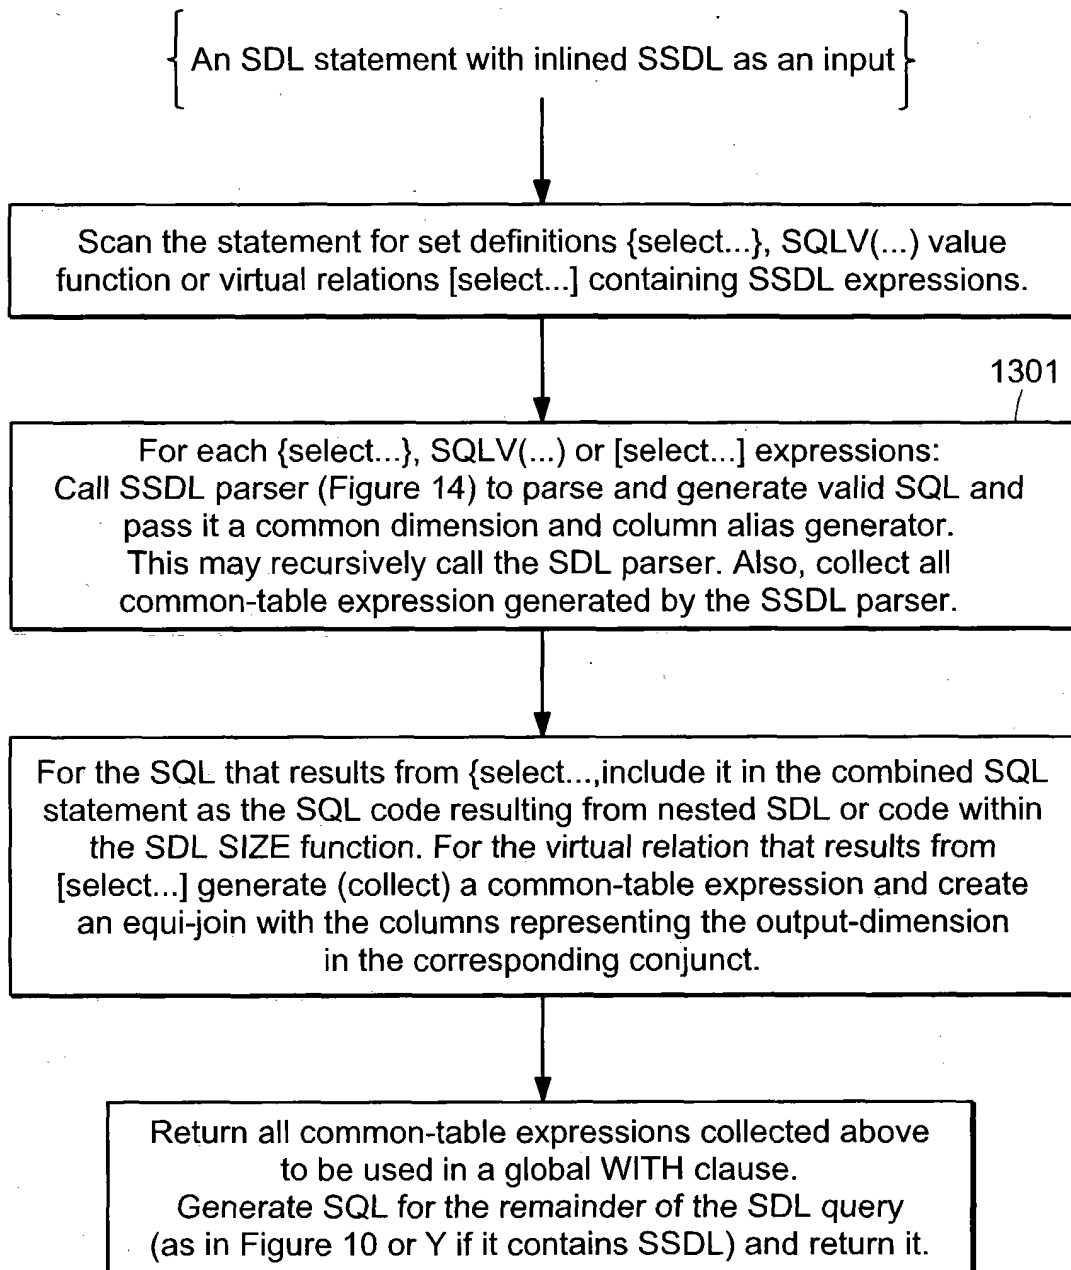 {An SDL statement with inlined SSDL as an input}
Scan the statement for set definitions {select...}, SQLV(...) value
function or virtual relations [select...] containing SSDL expressions.
1301
For each {select...}, SQLV(...) or [select...] expressions:
Call SSDL parser (Figure 14) to parse and generate valid SQL and
pass it a common dimension and column alias generator.
This may recursively call the SDL parser. Also, collect all
common-table expression generated by the SSDL parser.
For the SQL that results from {select...,include it in the combined SQL
statement as the SQL code resulting from nested SDL or code within
the SDL SIZE function. For the virtual relation that results from
[select...] generate (collect) a common-table expression and create
an equi-join with the columns representing the output-dimension
in the corresponding conjunct.
Return all common-table expressions collected above
to be used in a global WITH clause.
Generate SQL for the remainder of the SDL query
(as in Figure 10 or Y if it contains SSDL) and return it.